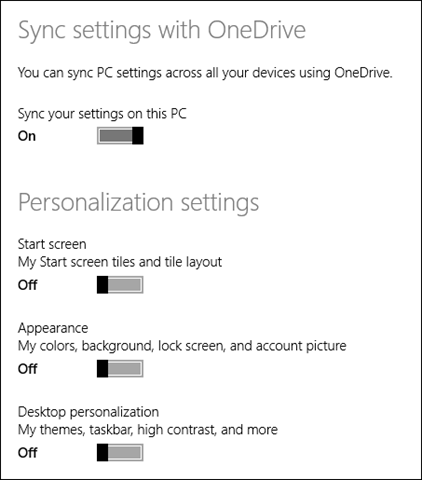 Sync settings with OneDrive
You can sync PC settings across all your devices using OneDrive.
Sync your settings on this PC
On
Personalization settings
Start screen
My Start screen tiles and tile layout
Off
Appearance
My colors, background, lock screen, and account picture
Off
Desktop personalization
My themes, taskbar, high contrast, and more
Off